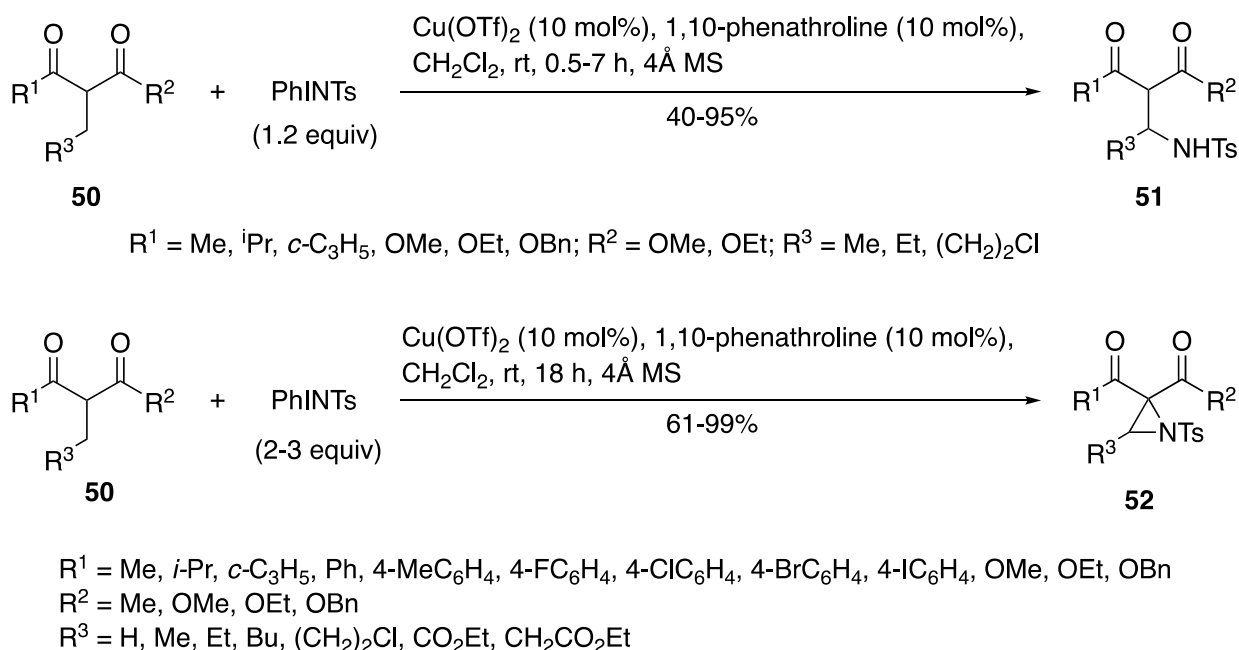 Cu(OTf)2 (10 mol%), 1,10-phenathroline (10 mol%),
CH2Cl2, rt, 0.5-7 h, 4Å MS
40-95%
O O
R1 R2
R3
50
+
PhINTs
(1.2 equiv)
O O
R1 R2
R3 NHTs
51
R1 = Me, iPr, c-C3H5, OMe, OEt, OBn; R2 = OMe, OEt; R3 = Me, Et, (CH2)2Cl
Cu(OTf)2 (10 mol%), 1,10-phenathroline (10 mol%),
CH2Cl2, rt, 18 h, 4Å MS
61-99%
O O
R1 R2
R3
50
+
PhINTs
(2-3 equiv)
O O
R1 R2
R3 NTs
52
R1 = Me, i-Pr, c-C3H5, Ph, 4-MeC6H4, 4-FC6H4, 4-ClC6H4, 4-BrC6H4, 4-IC6H4, OMe, OEt, OBn
R2 = Me, OMe, OEt, OBn
R3 = H, Me, Et, Bu, (CH2)2Cl, CO2Et, CH2CO2Et